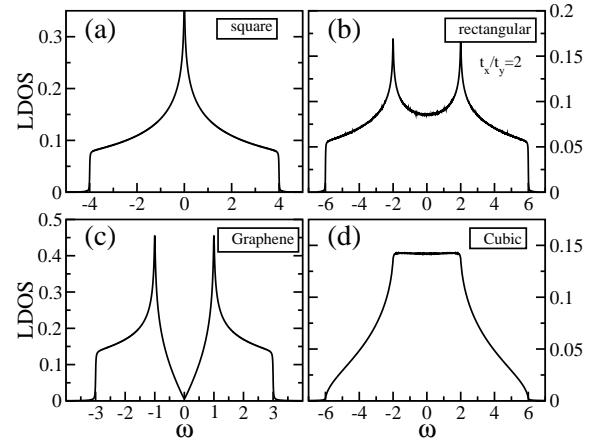 (a) square
LDOS
0.3
0.2
0.1
0
-4 -2 0 2 4
(b) rectangular
t_x/t_y=2
0.2
0.15
0.1
0.05
0
-6 -4 -2 0 2 4 6
(c) Graphene
LDOS
0.5
0.4
0.3
0.2
0.1
0
-3 -2 -1 0 1 2 3
ω
(d) Cubic
0.15
0.1
0.05
0
-6 -4 -2 0 2 4 6
ω